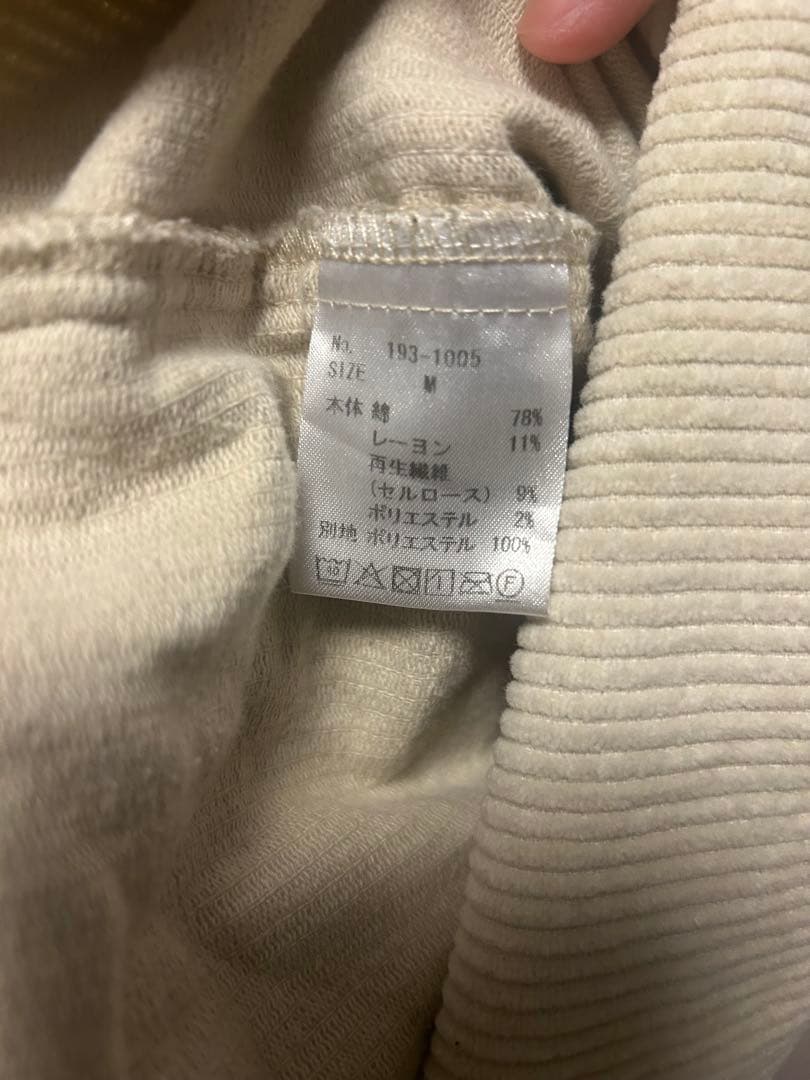 No. 193-1005
SIZE M
本体 綿 78%
レーヨン 11%
再生繊維
(セルロース) 9%
ポリエステル 2%
別地 ポリエステル 100%
40 F